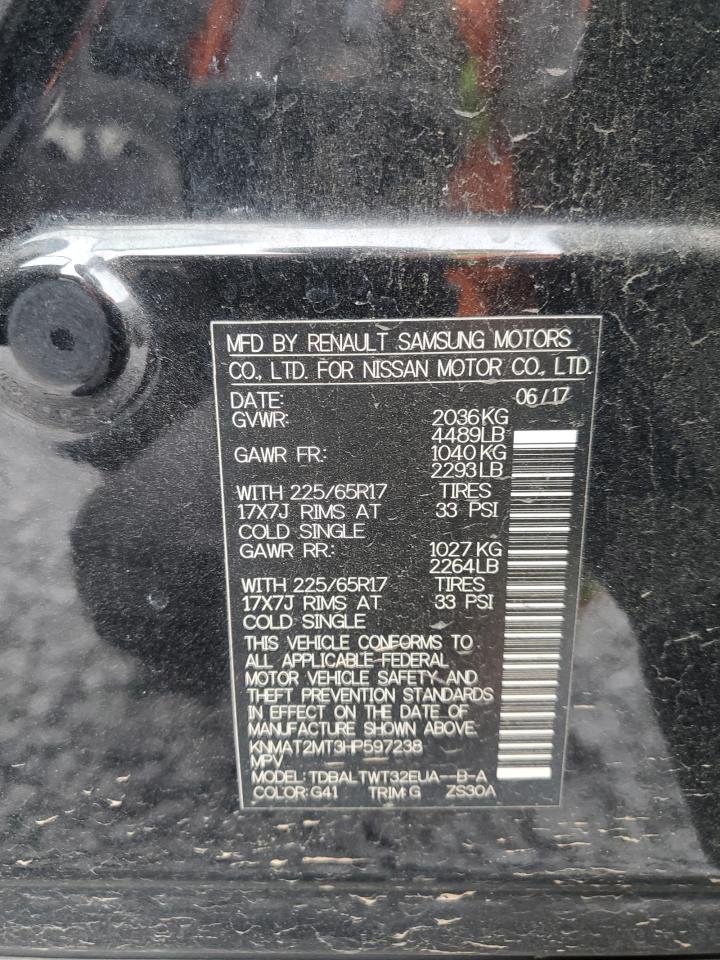 MFD BY RENAULT SAMSUNG MOTORS
CO., LTD. FOR NISSAN MOTOR CO., LTD.
DATE: 06/17
GVWR: 2036KG
4489LB
GAWR FR: 1040KG
2293LB
WITH 225/65R17 TIRES
17X7J RIMS AT 33 PSI
COLD SINGLE
GAWR RR: 1027KG
2264LB
WITH 225/65R17 TIRES
17X7J RIMS AT 33 PSI
COLD SINGLE
THIS VEHICLE CONFORMS TO
ALL APPLICABLE FEDERAL
MOTOR VEHICLE SAFETY AND
THEFT PREVENTION STANDARDS
IN EFFECT ON THE DATE OF
MANUFACTURE SHOWN ABOVE.
KNMAT2MT3HP597238
MPV
MODEL: TDBALTWT32EUA--B-A
COLOR: G41 TRIM: G ZS30A